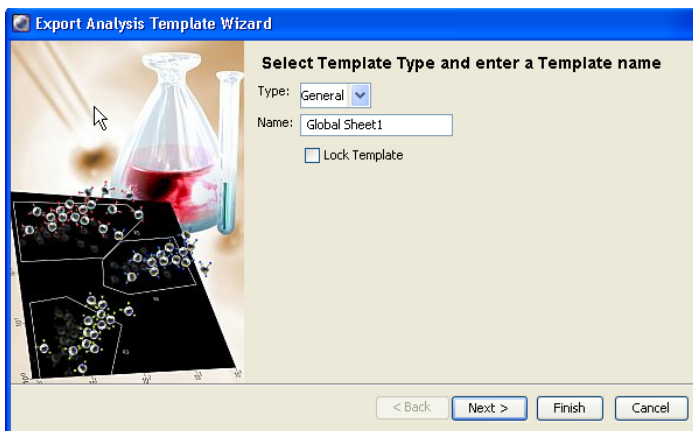 Export Analysis Template Wizard
Select Template Type and enter a Template name
Type: General
Name: Global Sheet1
Lock Template
< Back Next > Finish Cancel